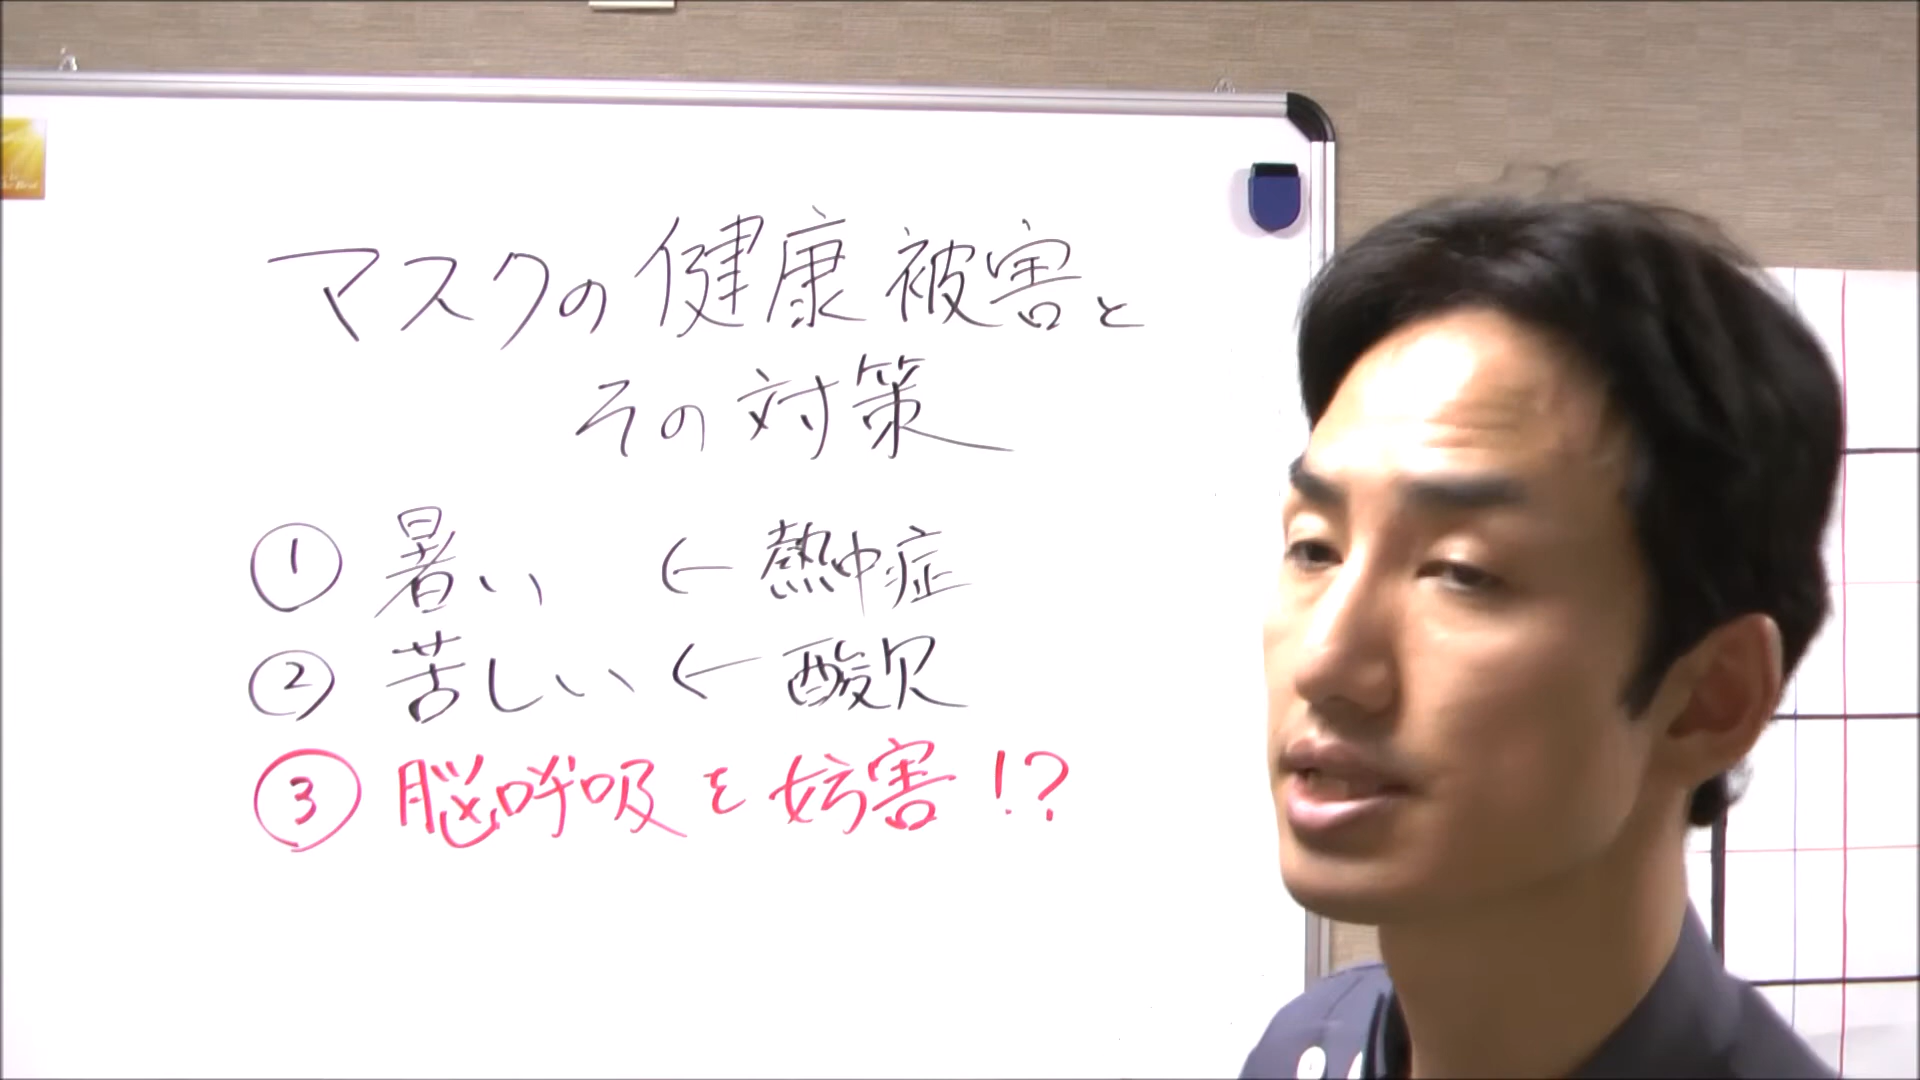 マスクの健康被害と
その対策
① 暑い ← 熱中症
② 苦しい ← 酸欠
③ 脳呼吸を妨害!?